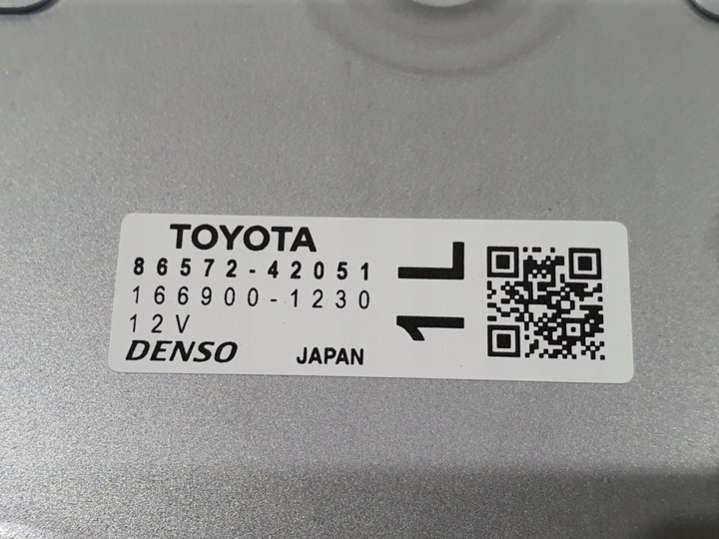 TOYOTA
86572-42051
166900-1230
12V
DENSO JAPAN
1L